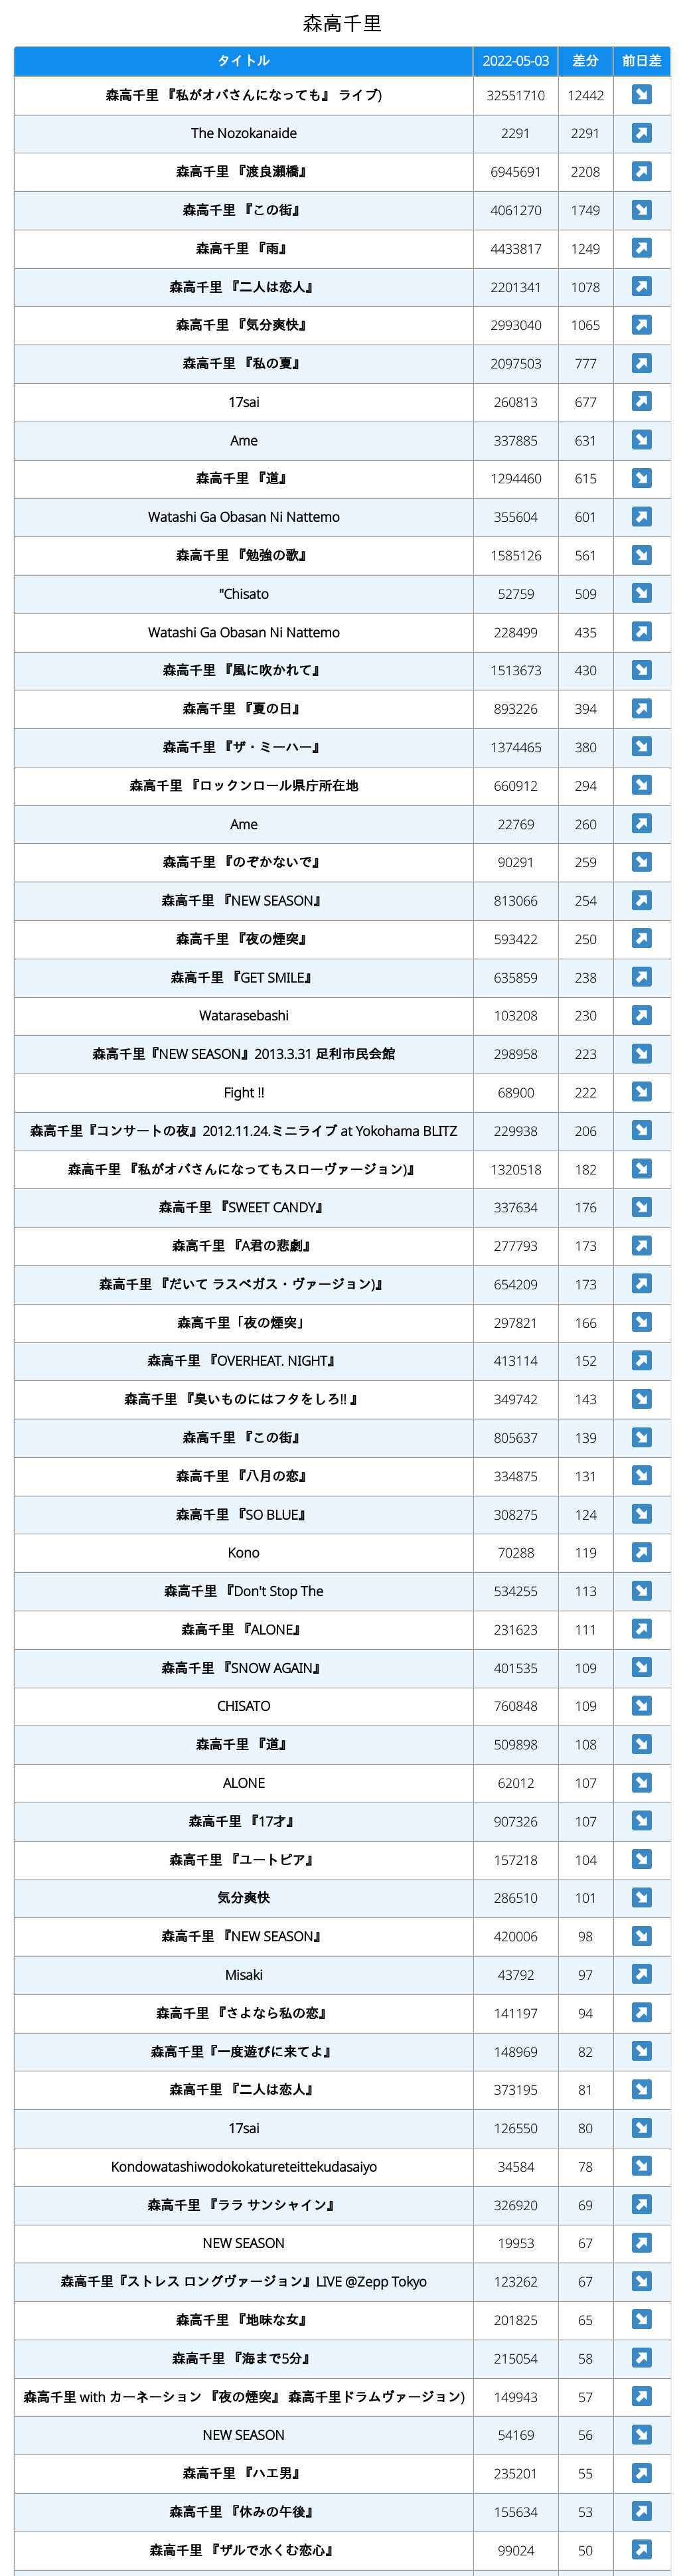 森高千里
タイトル 2022-05-03 差分 前日差
森高千里 『私がオバさんになっても』 ライブ) 32551710 12442
The Nozokanaide 2291 2291
森高千里 『渡良瀬橋』 6945691 2208
森高千里 『この街』 4061270 1749
森高千里 『雨』 4433817 1249
森高千里 『二人は恋人』 2201341 1078
森高千里 『気分爽快』 2993040 1065
森高千里 『私の夏』 2097503 777
17sai 260813 677
Ame 337885 631
森高千里 『道』 1294460 615
Watashi Ga Obasan Ni Nattemo 355604 601
森高千里 『勉強の歌』 1585126 561
"Chisato 52759 509
Watashi Ga Obasan Ni Nattemo 228499 435
森高千里 『風に吹かれて』 1513673 430
森高千里 『夏の日』 893226 394
森高千里 『ザ・ミーハー』 1374465 380
森高千里 『ロックンロール県庁所在地 660912 294
Ame 22769 260
森高千里 『のぞかないで』 90291 259
森高千里 『NEW SEASON』 813066 254
森高千里 『夜の煙突』 593422 250
森高千里 『GET SMILE』 635859 238
Watarasebashi 103208 230
森高千里『NEW SEASON』2013.3.31 足利市民会館 298958 223
Fight !! 68900 222
森高千里『コンサートの夜』2012.11.24.ミニライブ at Yokohama BLITZ 229938 206
森高千里 『私がオバさんになってもスローヴァージョン)』 1320518 182
森高千里 『SWEET CANDY』 337634 176
森高千里 『A君の悲劇』 277793 173
森高千里 『だいて ラスベガス・ヴァージョン)』 654209 173
森高千里「夜の煙突」 297821 166
森高千里 『OVERHEAT. NIGHT』 413114 152
森高千里 『臭いものにはフタをしろ!! 』 349742 143
森高千里 『この街』 805637 139
森高千里 『八月の恋』 334875 131
森高千里 『SO BLUE』 308275 124
Kono 70288 119
森高千里 『Don't Stop The 534255 113
森高千里 『ALONE』 231623 111
森高千里 『SNOW AGAIN』 401535 109
CHISATO 760848 109
森高千里 『道』 509898 108
ALONE 62012 107
森高千里 『17才』 907326 107
森高千里 『ユートピア』 157218 104
気分爽快 286510 101
森高千里 『NEW SEASON』 420006 98
Misaki 43792 97
森高千里 『さよなら私の恋』 141197 94
森高千里『一度遊びに来てよ』 148969 82
森高千里 『二人は恋人』 373195 81
17sai 126550 80
Kondowatashiwodokokatureteittekudasaiyo 34584 78
森高千里 『ララ サンシャイン』 326920 69
NEW SEASON 19953 67
森高千里『ストレス ロングヴァージョン』LIVE @Zepp Tokyo 123262 67
森高千里 『地味な女』 201825 65
森高千里 『海まで5分』 215054 58
森高千里 with カーネーション 『夜の煙突』 森高千里ドラムヴァージョン) 149943 57
NEW SEASON 54169 56
森高千里 『ハエ男』 235201 55
森高千里 『休みの午後』 155634 53
森高千里 『ザルで水くむ恋心』 99024 50